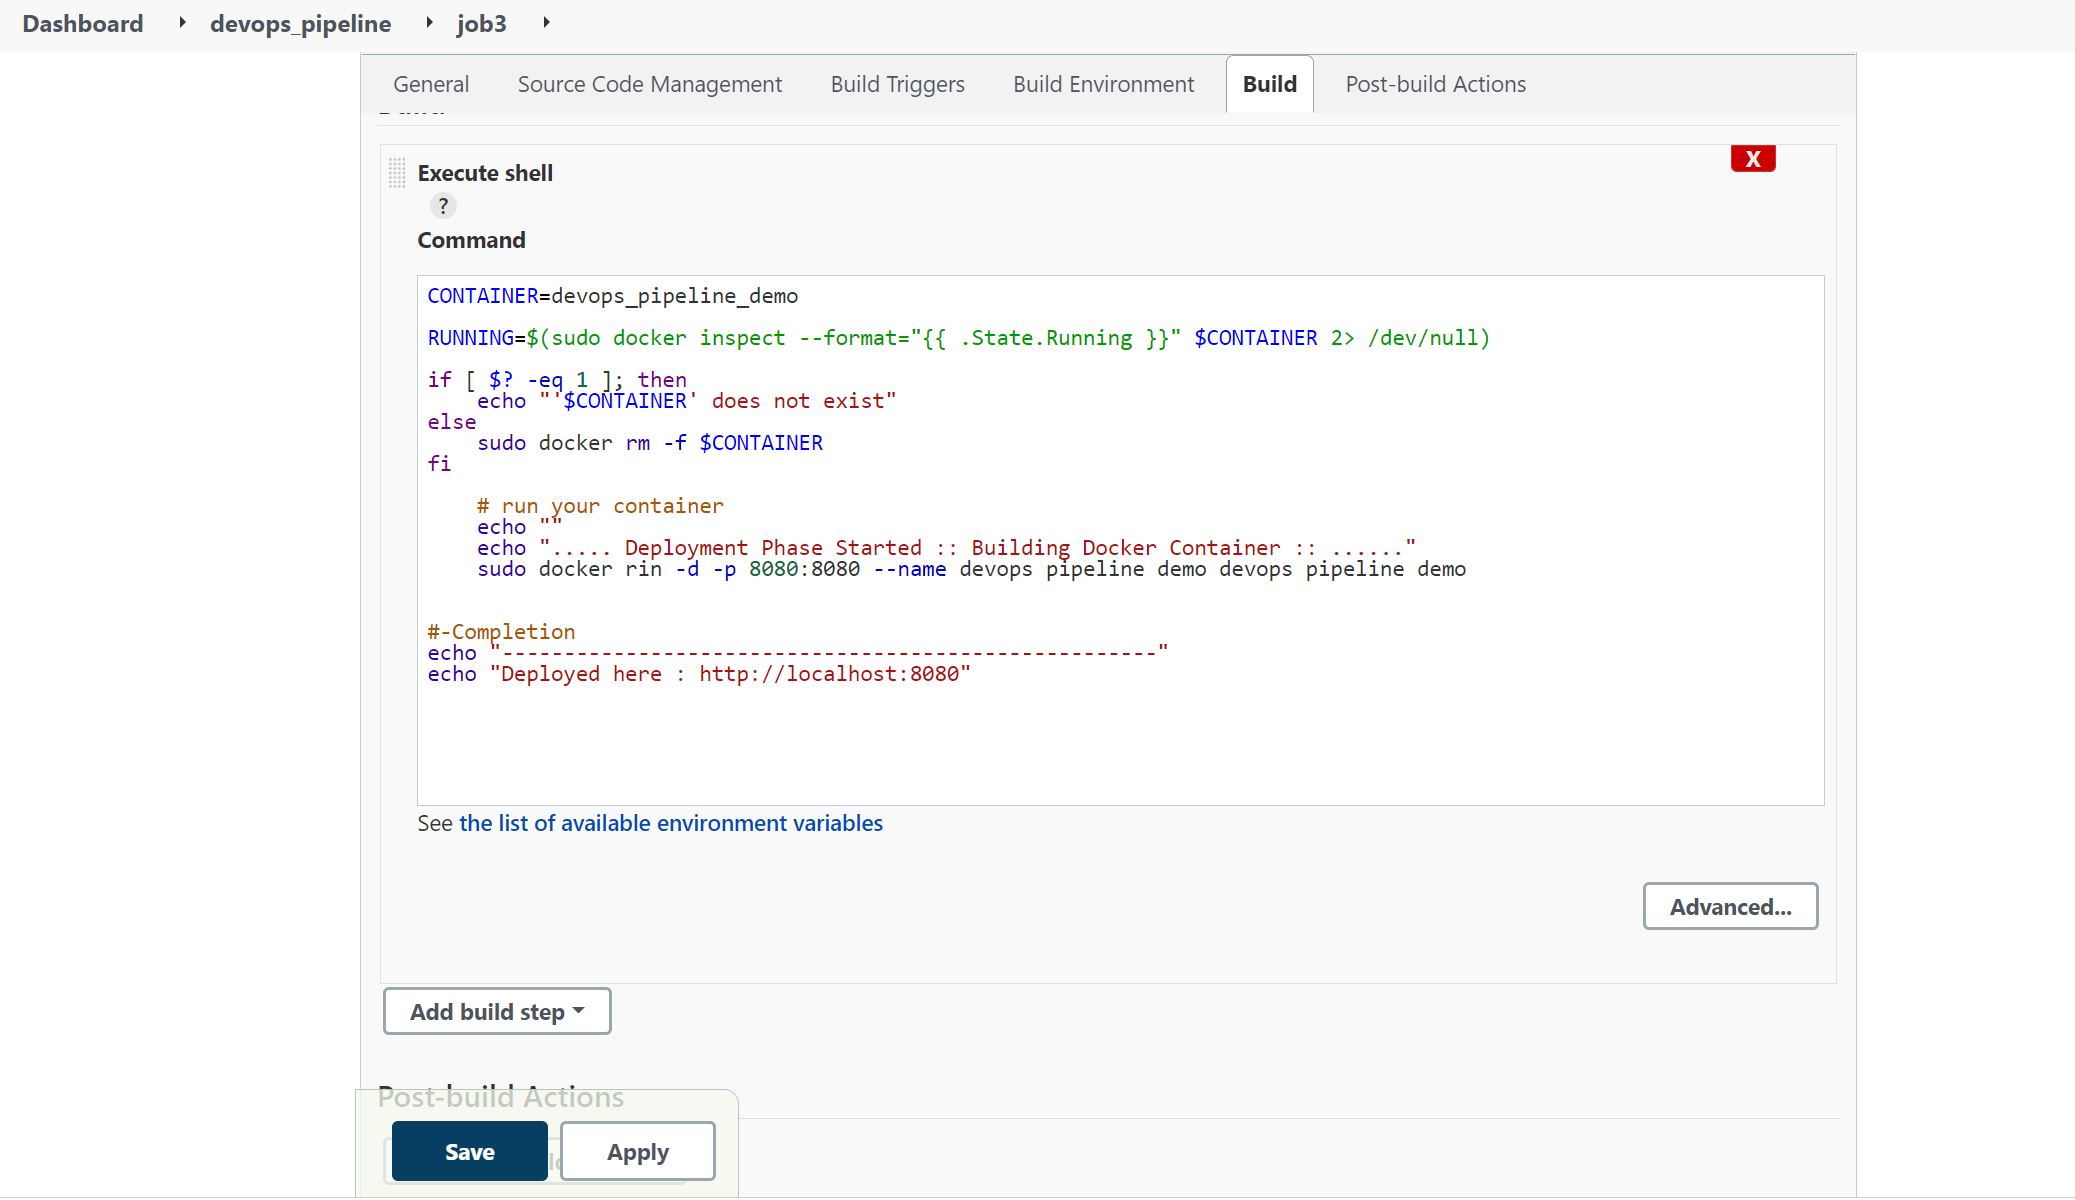 Dashboard devops_pipeline job3
General Source Code Management Build Triggers Build Environment Build Post-build Actions
Execute shell
X
?
Command
CONTAINER=devops_pipeline_demo
RUNNING=$(sudo docker inspect --format="{{ .State.Running }}" $CONTAINER 2> /dev/null)
if [ $? -eq 1 ]; then
echo "'$CONTAINER' does not exist"
else
sudo docker rm -f $CONTAINER
fi
# run your container
echo ""
echo "..... Deployment Phase Started :: Building Docker Container :: ......"
sudo docker rin -d -p 8080:8080 --name devops pipeline demo devops pipeline demo
#-Completion
echo "-----------------------------------------------------"
echo "Deployed here : http://localhost:8080"
See the list of available environment variables
Advanced...
Add build step
Post-build Actions
Save Apply